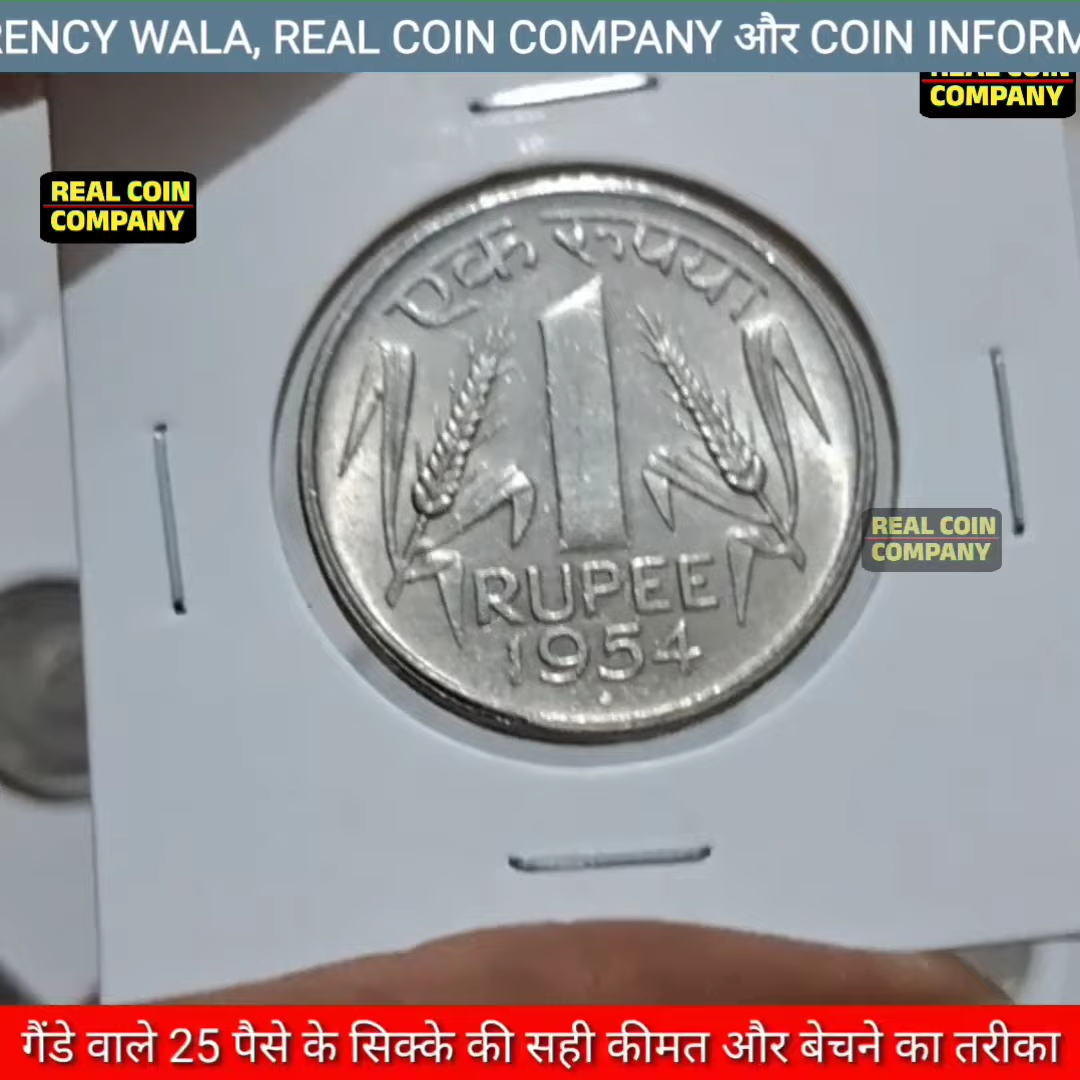 RENCY WALA, REAL COIN COMPANY और COIN INFORM
REAL COIN
COMPANY
REAL COIN
COMPANY
एक रुपया
1
RUPEE
1954
REAL COIN
COMPANY
गैंडे वाले 25 पैसे के सिक्के की सही कीमत और बेचने का तरीका